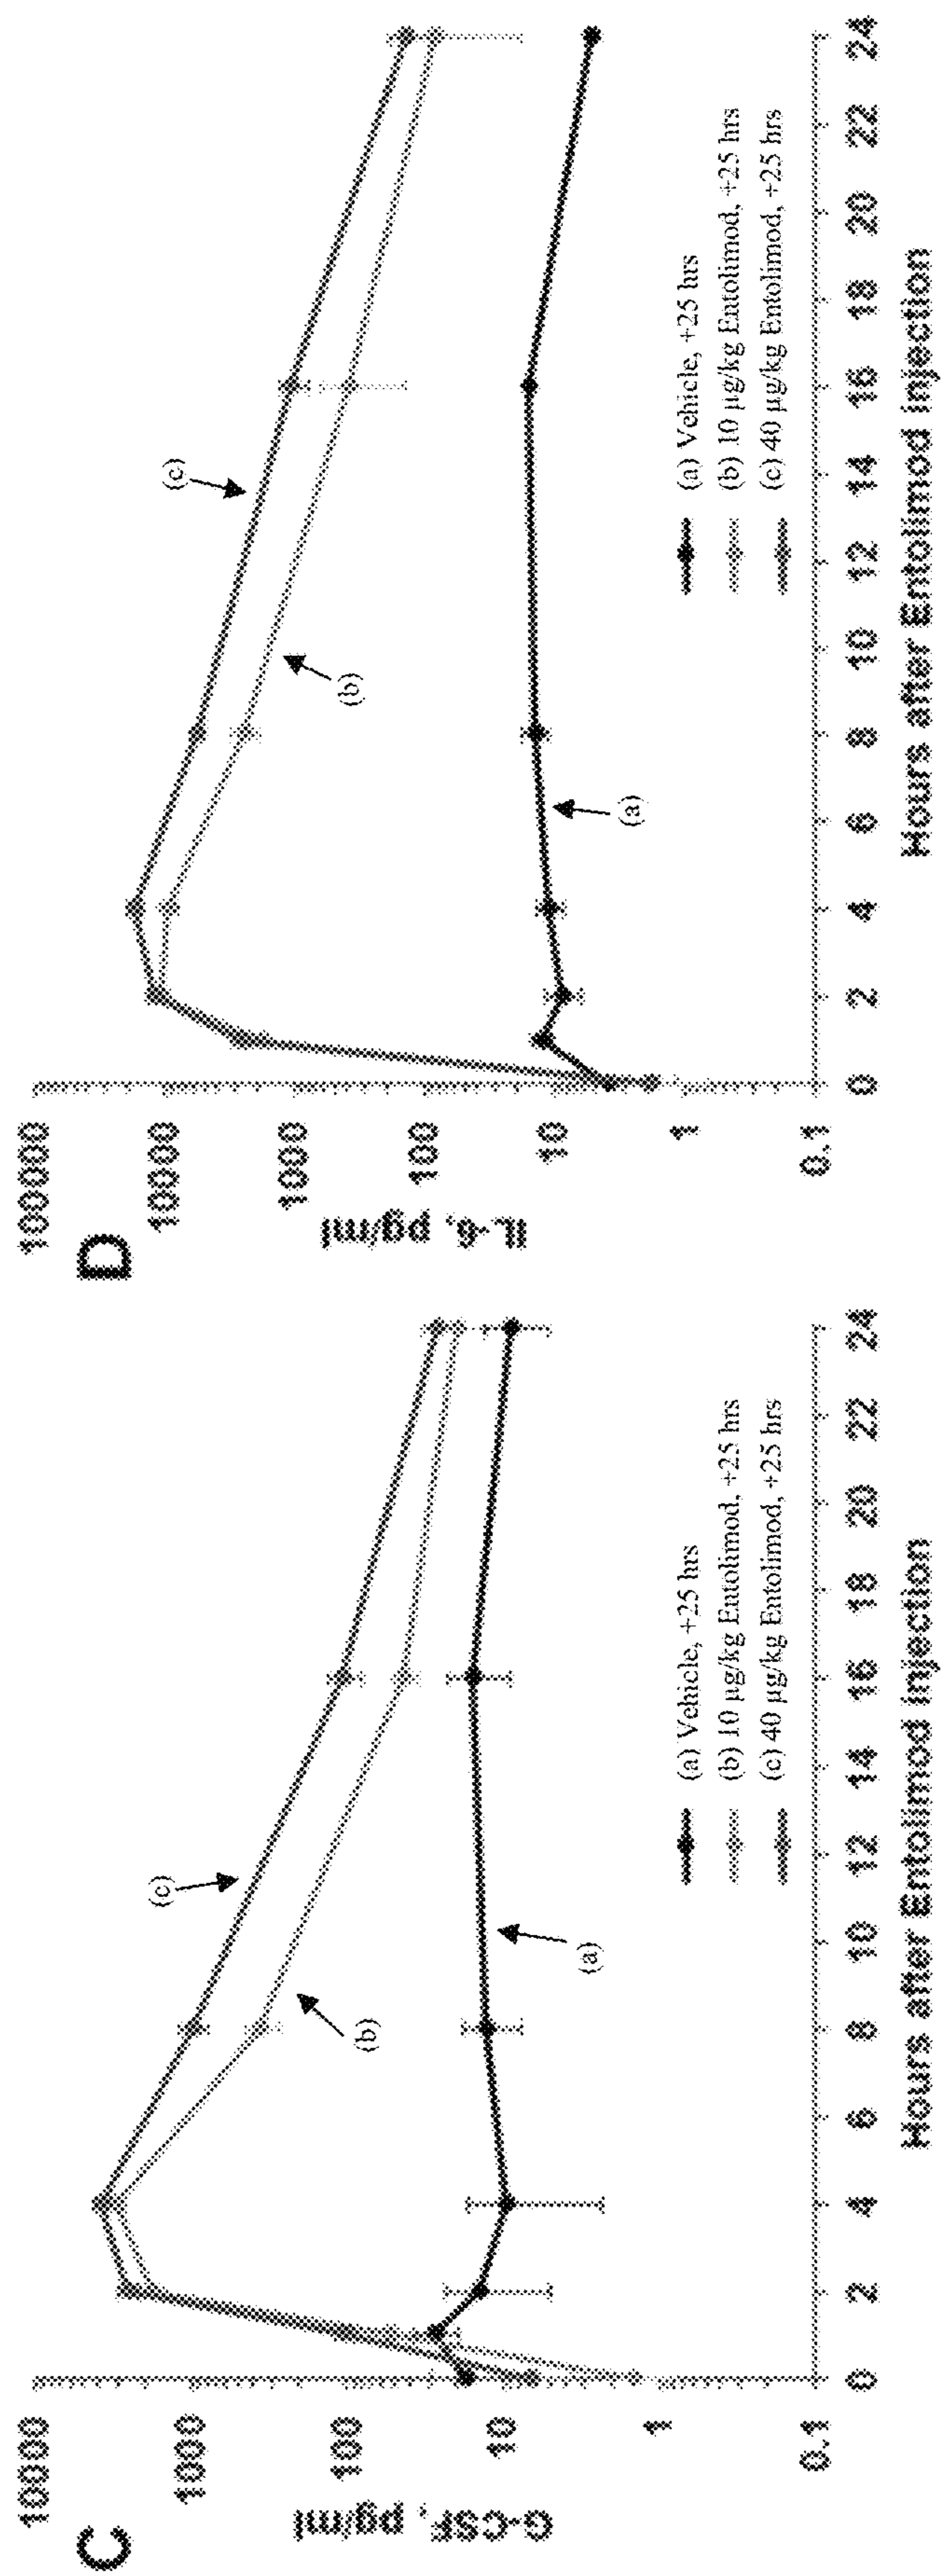 C
G-CSF, pg/ml
10000
1000
100
10
1
0.1
(c)
(b)
(a)
(a) Vehicle, +25 hrs
(b) 10 µg/kg Entolimod, +25 hrs
(c) 40 µg/kg Entolimod, +25 hrs
0 2 4 6 8 10 12 14 16 18 20 22 24
Hours after Entolimod injection
D
IL-6, pg/ml
100000
10000
1000
100
10
1
0.1
(c)
(b)
(a)
(a) Vehicle, +25 hrs
(b) 10 µg/kg Entolimod, +25 hrs
(c) 40 µg/kg Entolimod, +25 hrs
0 2 4 6 8 10 12 14 16 18 20 22 24
Hours after Entolimod injection